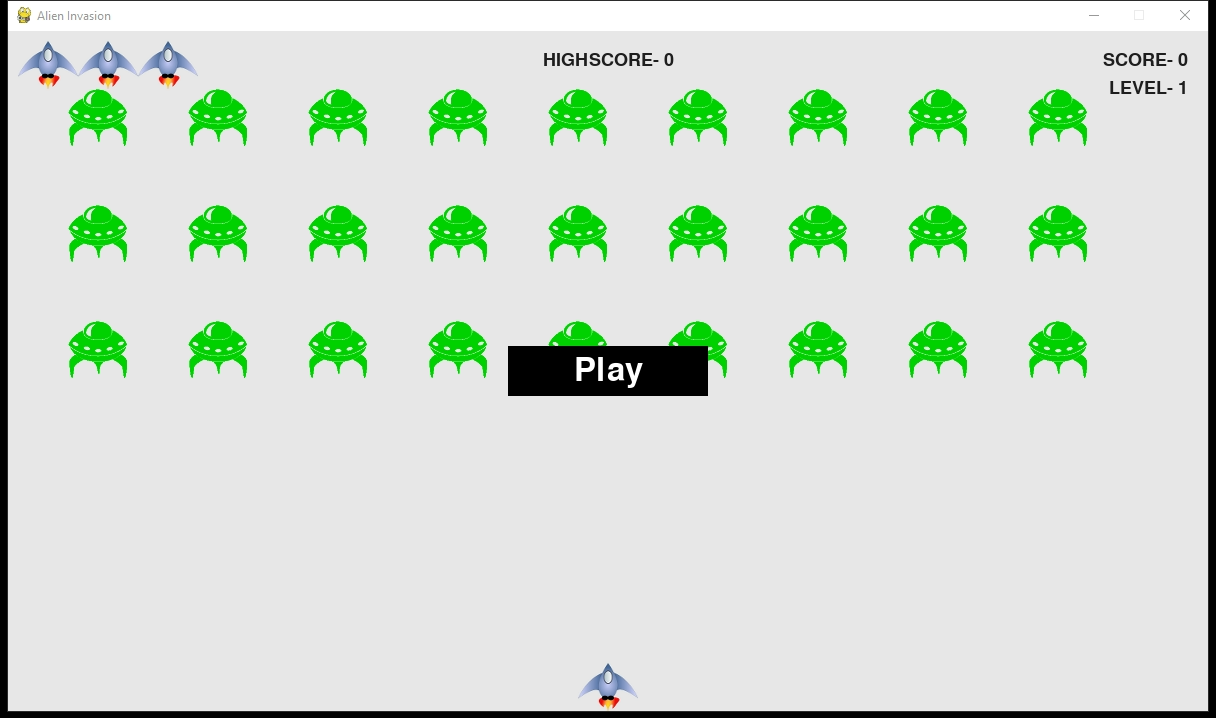 Alien Invasion
HIGHSCORE- 0
SCORE- 0
LEVEL- 1
Play